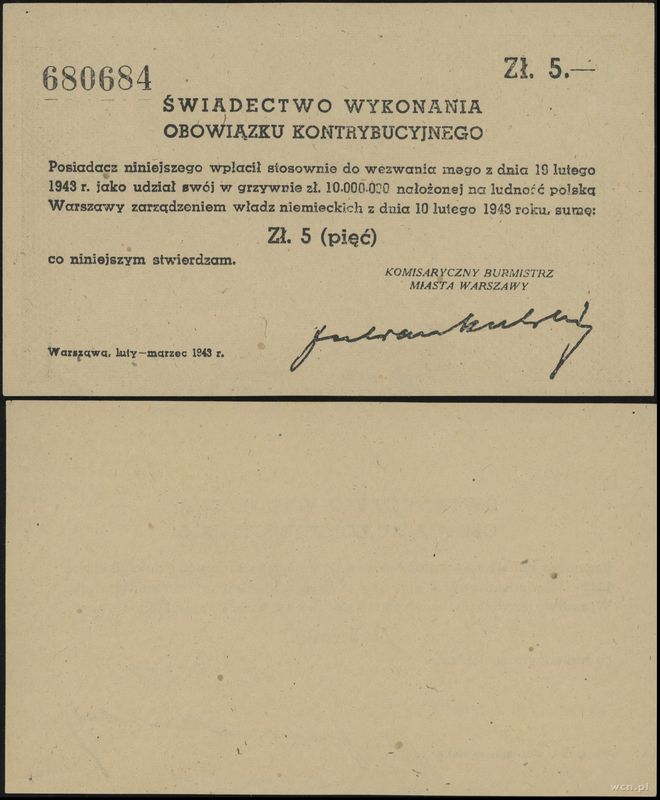 680684
Zł. 5.—
ŚWIADECTWO WYKONANIA
OBOWIĄZKU KONTRYBUCYJNEGO
Posiadacz niniejszego wpłacił stosownie do wezwania mego z dnia 19 lutego
1943 r. jako udział swój w grzywnie zł. 10.000.000 nałożonej na ludność polską
Warszawy zarządzeniem władz niemieckich z dnia 10 lutego 1943 roku, sumę:
Zł. 5 (pięć)
co niniejszym stwierdzam.
KOMISARYCZNY BURMISTRZ
MIASTA WARSZAWY
Warszawa, luty—marzec 1943 r.
wcn.pl